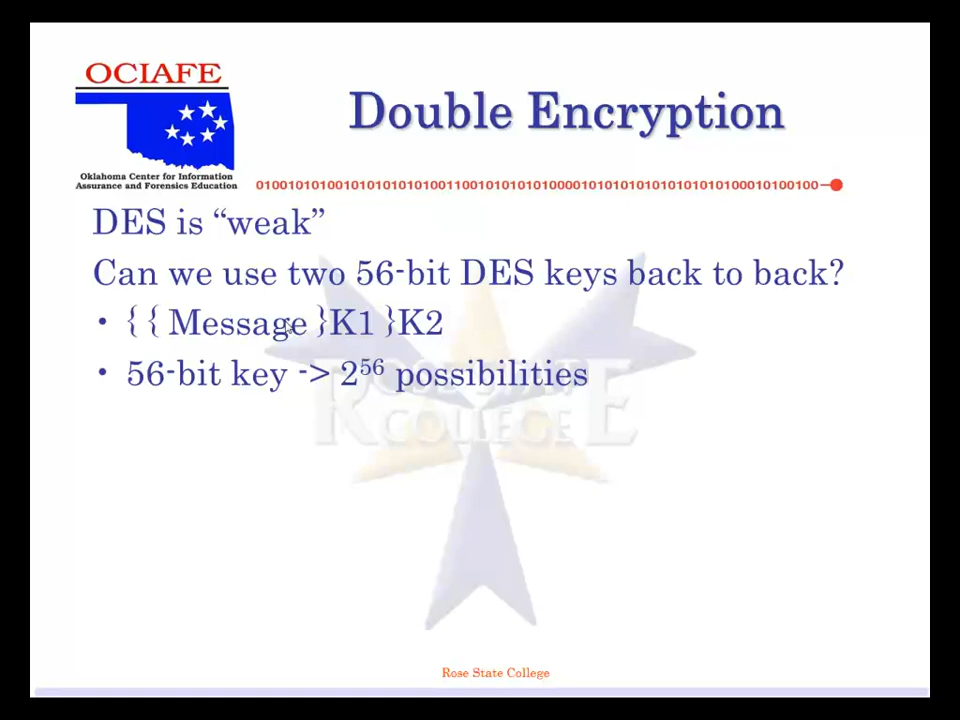 OCIAFE
Oklahoma Center for Information
Assurance and Forensics Education
Double Encryption
01001010100101010101010100110010101010101000010101010101010101010100010100100
DES is “weak”
Can we use two 56-bit DES keys back to back?
• { { Message }K1 }K2
• 56-bit key -> 2⁵⁶ possibilities
Rose State College